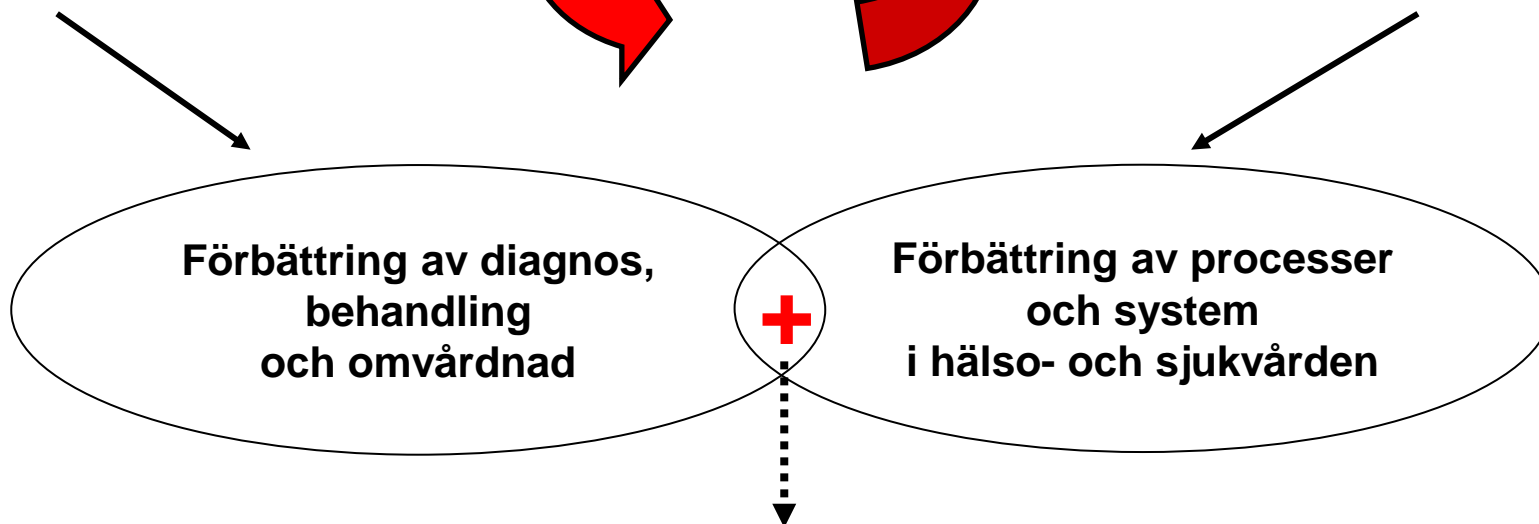 Förbättring av diagnos,
behandling
och omvårdnad
+
Förbättring av processer
och system
i hälso- och sjukvården